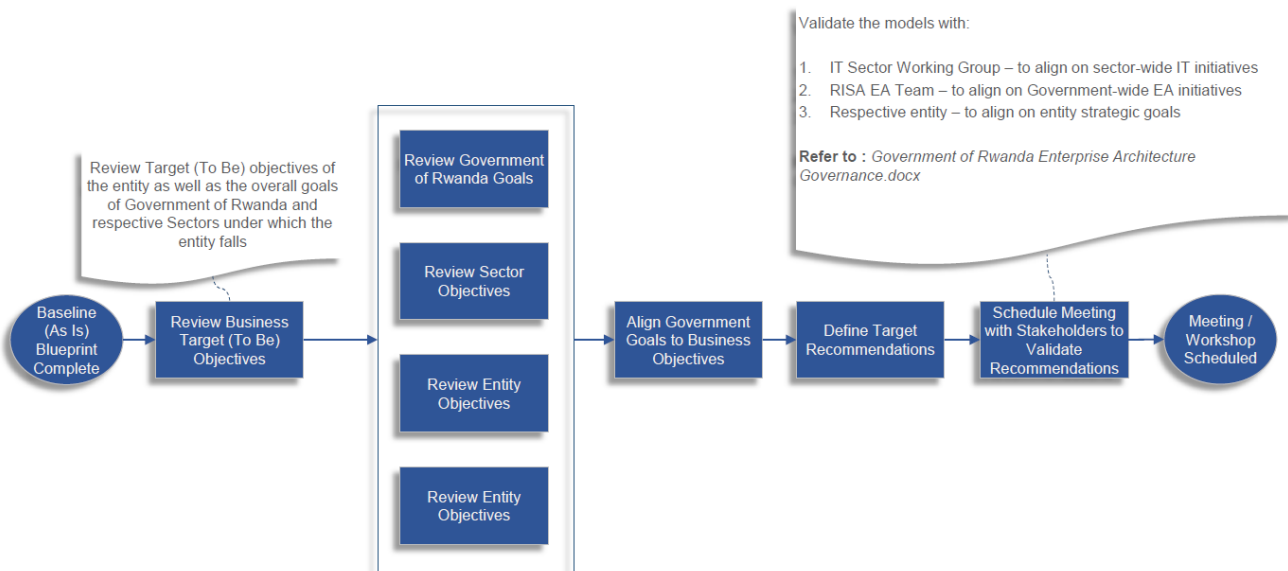 Validate the models with:
1. IT Sector Working Group – to align on sector-wide IT initiatives
2. RISA EA Team – to align on Government-wide EA initiatives
3. Respective entity – to align on entity strategic goals
Refer to : Government of Rwanda Enterprise Architecture
Governance.docx
Review Target (To Be) objectives of
the entity as well as the overall goals
of Government of Rwanda and
respective Sectors under which the
entity falls
Baseline
(As Is)
Blueprint
Complete
Review Business
Target (To Be)
Objectives
Review Government
of Rwanda Goals
Review Sector
Objectives
Review Entity
Objectives
Review Entity
Objectives
Align Government
Goals to Business
Objectives
Define Target
Recommendations
Schedule Meeting
with Stakeholders to
Validate
Recommendations
Meeting /
Workshop
Scheduled